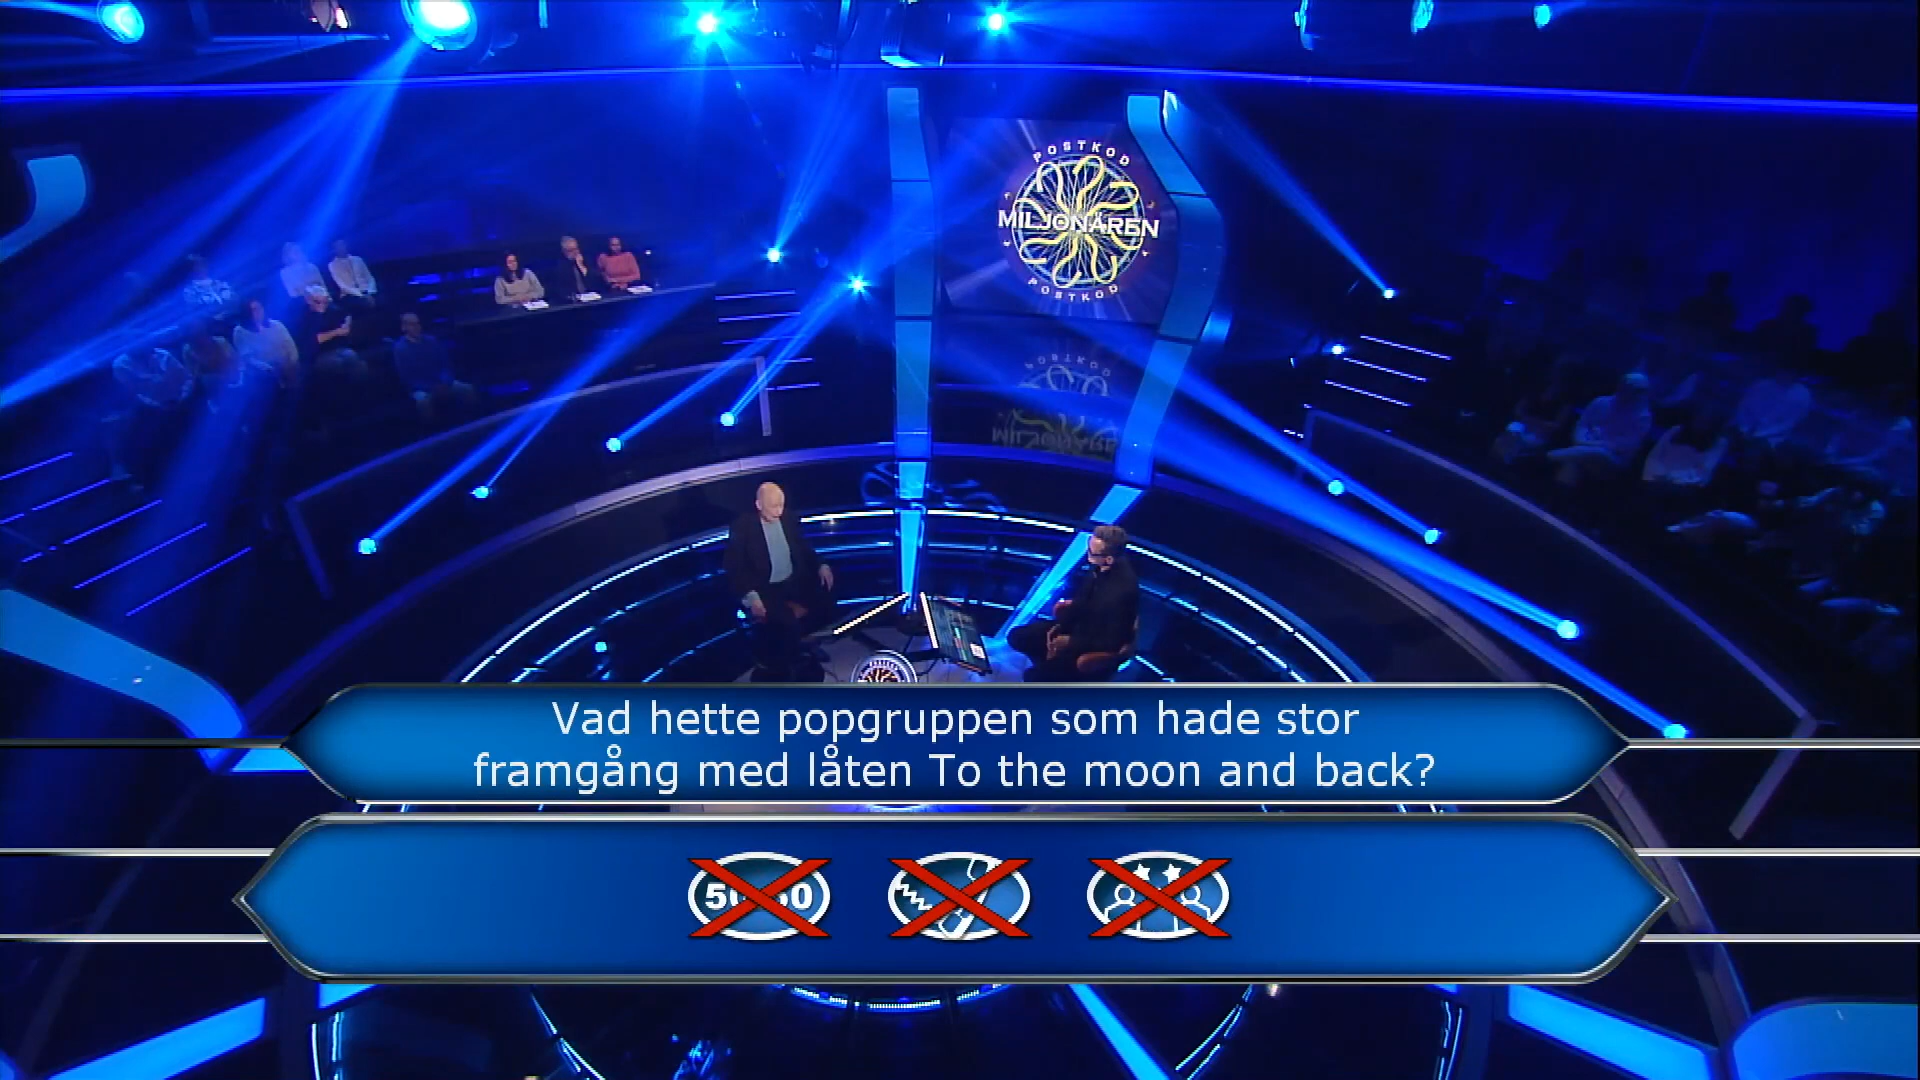 POSTKOD
MILJONÄREN
POSTKOD
Vad hette popgruppen som hade stor
framgång med låten To the moon and back?